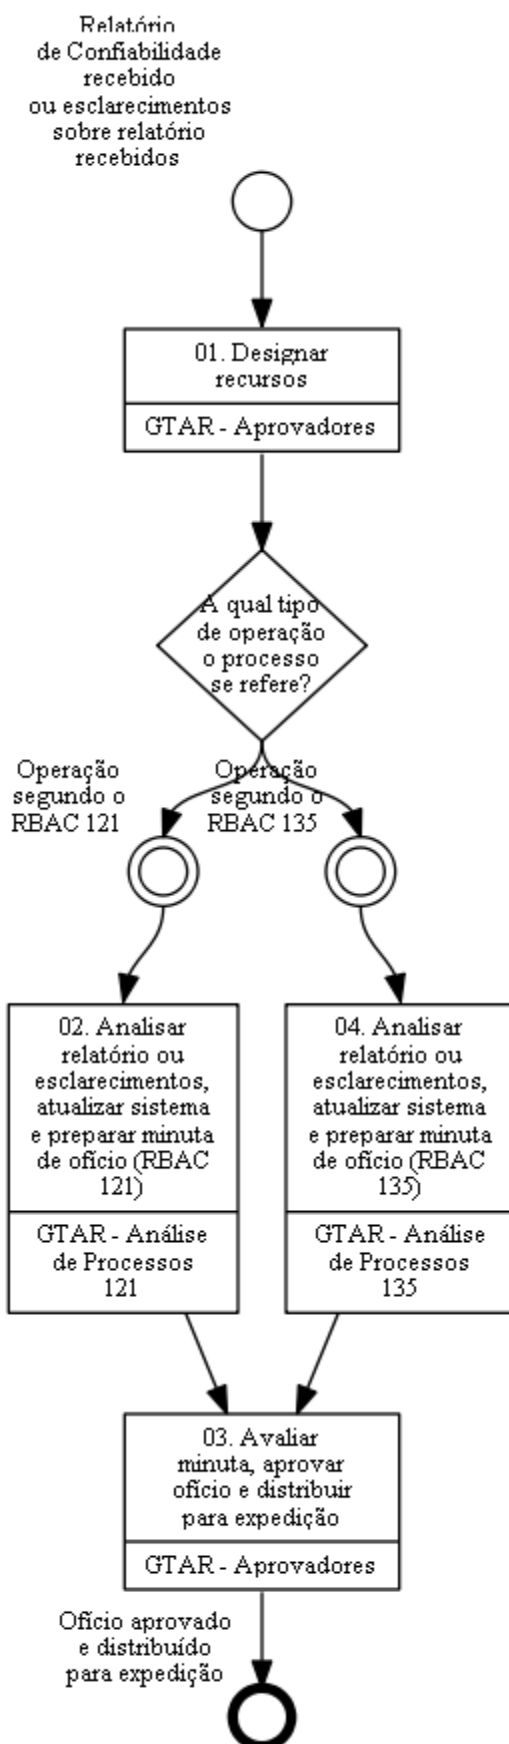 Relatório
de Confiabilidade
recebido
ou esclarecimentos
sobre relatório
recebidos
01. Designar
recursos
GTAR - Aprovadores
A qual tipo
de operação
o processo
se refere?
Operação
segundo o
RBAC 121
Operação
segundo o
RBAC 135
02. Analisar
relatório ou
esclarecimentos,
atualizar sistema
e preparar minuta
de ofício (RBAC
121)
GTAR - Análise
de Processos
121
04. Analisar
relatório ou
esclarecimentos,
atualizar sistema
e preparar minuta
de ofício (RBAC
135)
GTAR - Análise
de Processos
135
03. Avaliar
minuta, aprovar
ofício e distribuir
para expedição
GTAR - Aprovadores
Ofício aprovado
e distribuído
para expedição